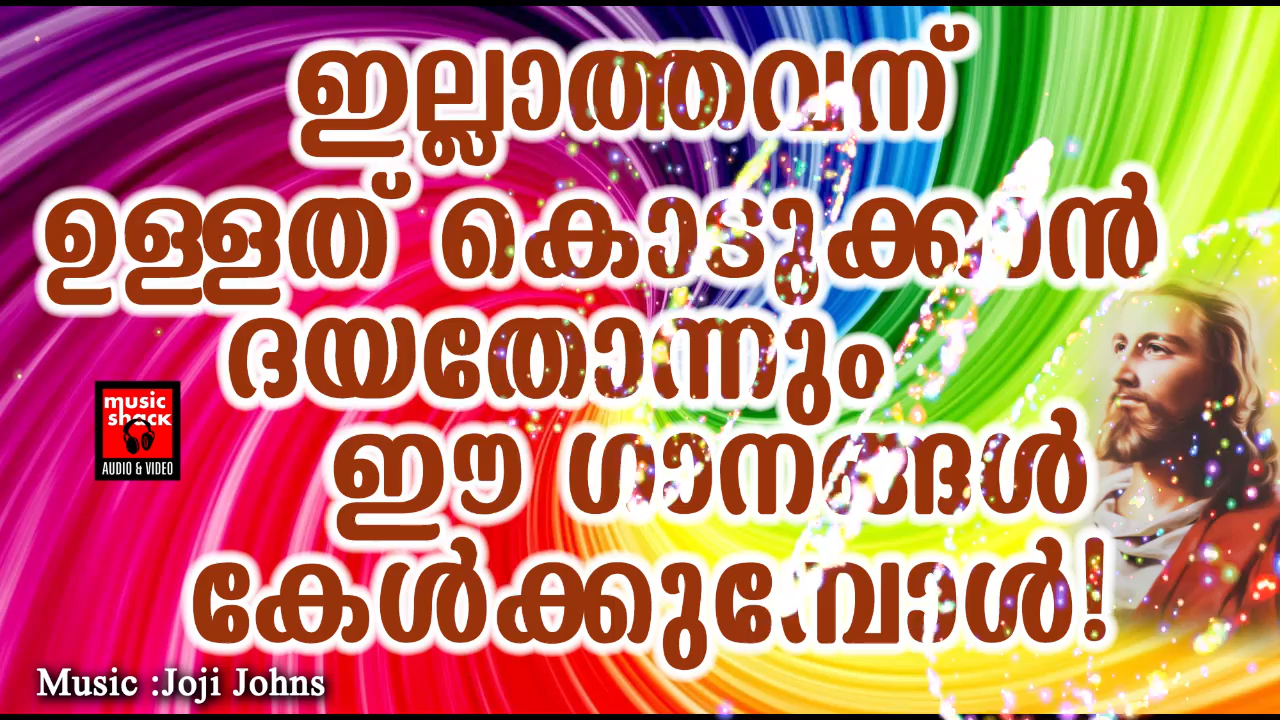 ഇല്ലാത്തവന്
ഉള്ളത് കൊടുക്കാൻ
ദയതോന്നും
ഈ ഗാനങ്ങൾ
കേൾക്കുമ്പോൾ!
music
shack
AUDIO & VIDEO
Music :Joji Johns